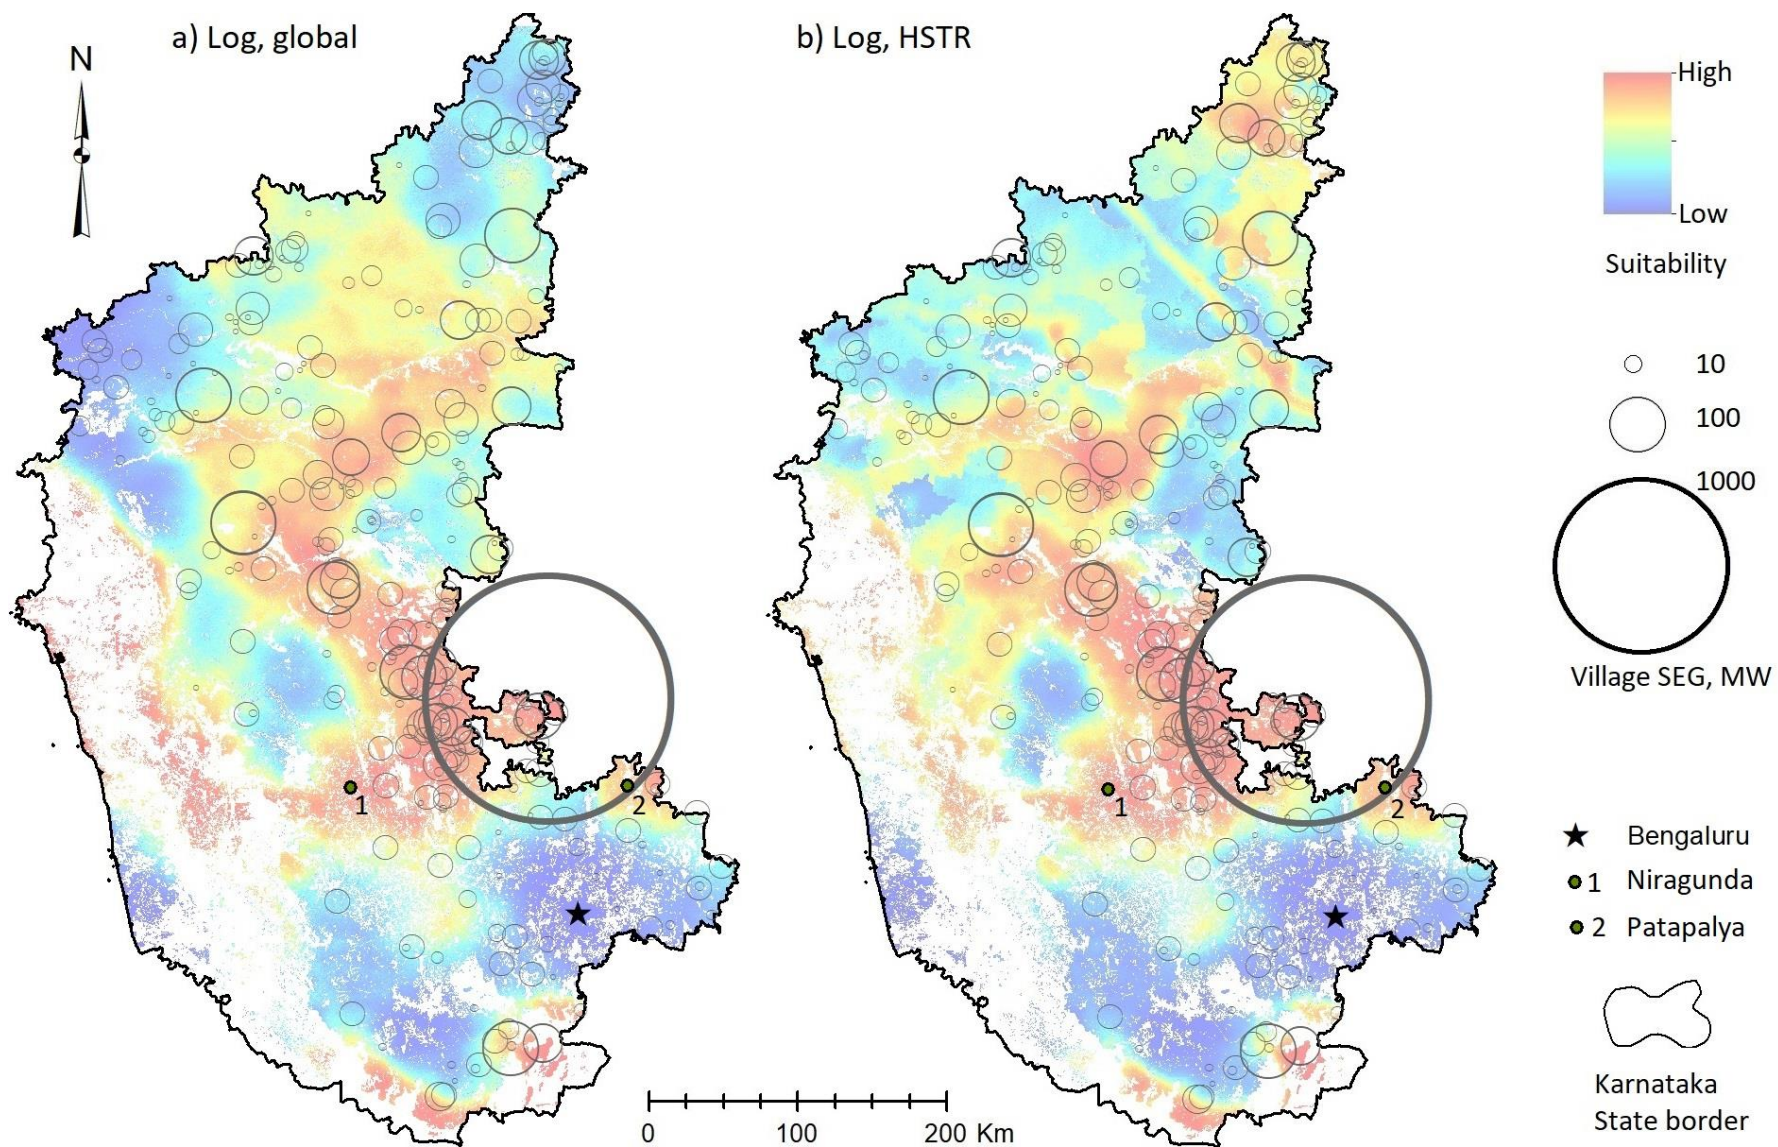 a) Log, global
b) Log, HSTR
N
High
Low
Suitability
10
100
1000
Village SEG, MW
1
2
1
2
Bengaluru
1 Niragunda
2 Patapalya
Karnataka
State border
0 100 200 Km